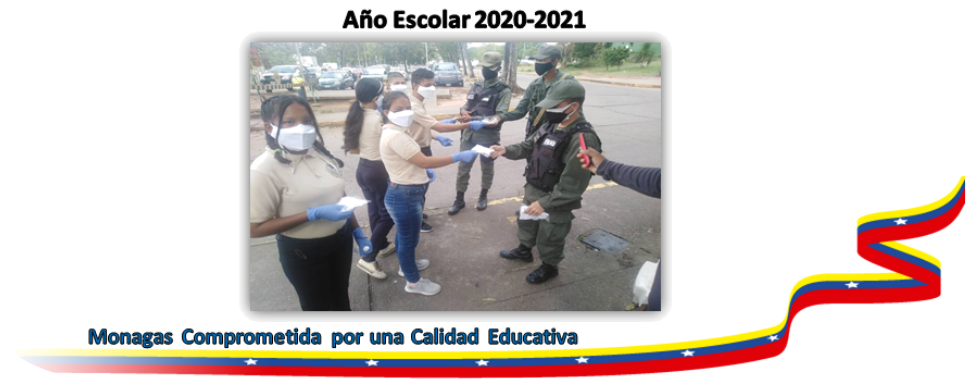 Año Escolar 2020-2021
Monagas Comprometida por una Calidad Educativa